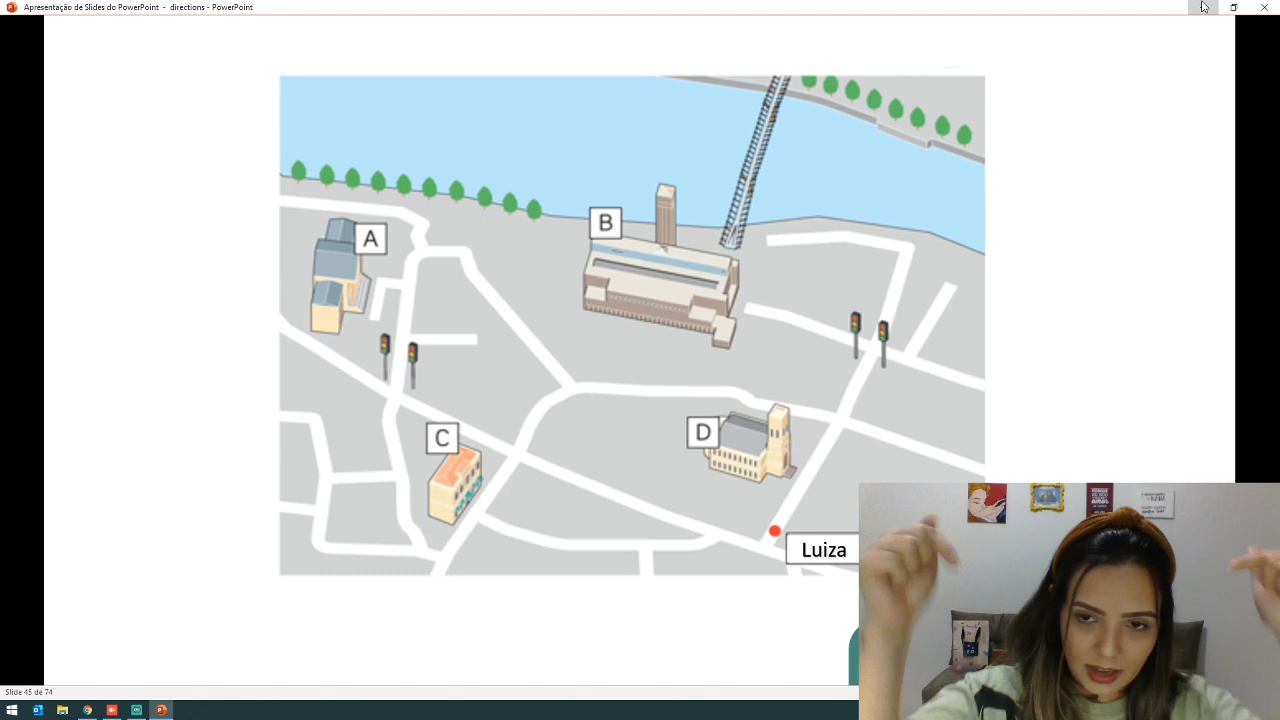 Apresentação de Slides do PowerPoint - directions - PowerPoint
B
A
D
C
Luiza
Slide 45 de 74